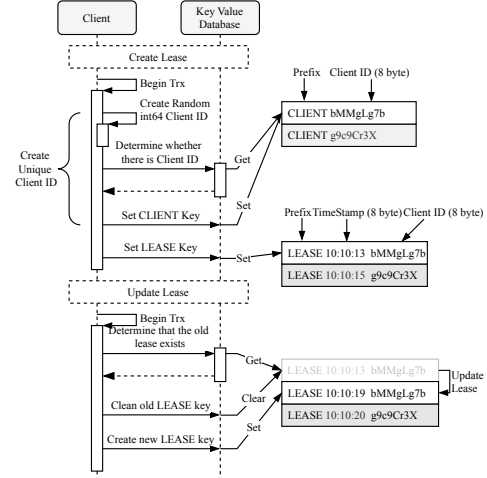 Client
Key Value
Database
Create Lease
Begin Trx
Prefix Client ID (8 byte)
Create Random
int64 Client ID
CLIENT bMMgLg7b
CLIENT g9c9Cr3X
Create
Unique
Client ID
Determine whether
there is Client ID
Get
Set CLIENT Key
Set
PrefixTimeStamp (8 byte) Client ID (8 byte)
Set LEASE Key
Set
LEASE 10:10:13 bMMgLg7b
LEASE 10:10:15 g9c9Cr3X
Update Lease
Begin Trx
Determine that the old
lease exists
Get
LEASE 10:10:13 bMMgLg7b
Update
Lease
Clean old LEASE key
Clear
LEASE 10:10:19 bMMgLg7b
LEASE 10:10:20 g9c9Cr3X
Create new LEASE key
Set